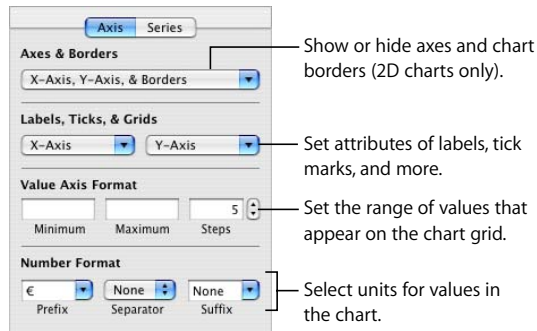 Axis Series
Axes & Borders
X-Axis, Y-Axis, & Borders
Show or hide axes and chart
borders (2D charts only).
Labels, Ticks, & Grids
X-Axis Y-Axis
Set attributes of labels, tick
marks, and more.
Value Axis Format
5
Minimum Maximum Steps
Set the range of values that
appear on the chart grid.
Number Format
€ None None
Prefix Separator Suffix
Select units for values in
the chart.